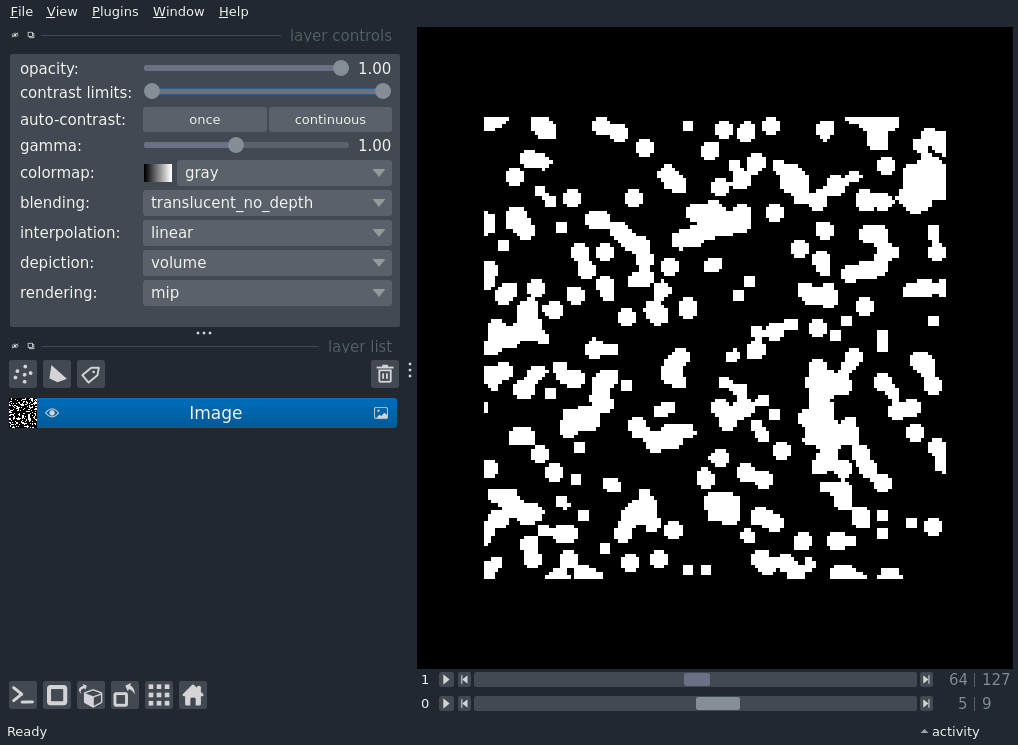 File View Plugins Window Help
layer controls
opacity: 1.00
contrast limits:
auto-contrast: once continuous
gamma: 1.00
colormap: gray
blending: translucent_no_depth
interpolation: linear
depiction: volume
rendering: mip
layer list
Image
1 64 | 127
0 5 | 9
Ready activity